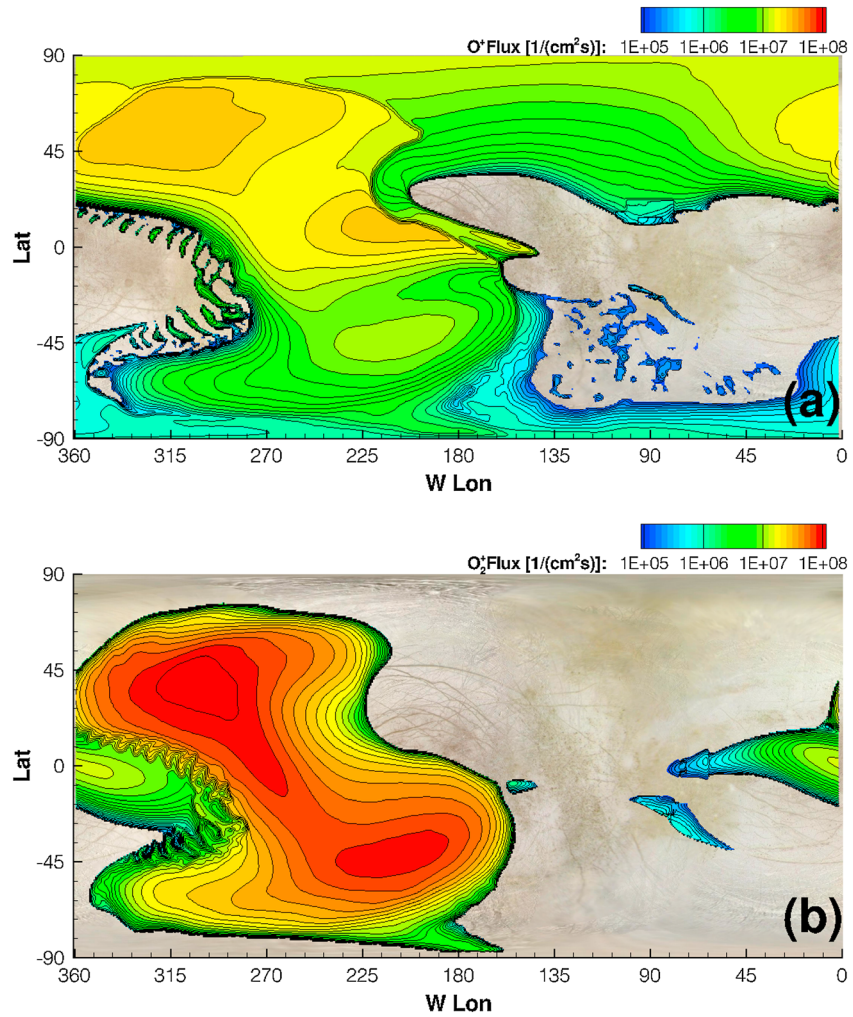 O⁺Flux [1/(cm²s)]: 1E+05 1E+06 1E+07 1E+08
90
45
0
-45
-90
Lat
(a)
360 315 270 225 180 135 90 45 0
W Lon
O₂⁺Flux [1/(cm²s)]: 1E+05 1E+06 1E+07 1E+08
90
45
0
-45
-90
Lat
(b)
360 315 270 225 180 135 90 45 0
W Lon